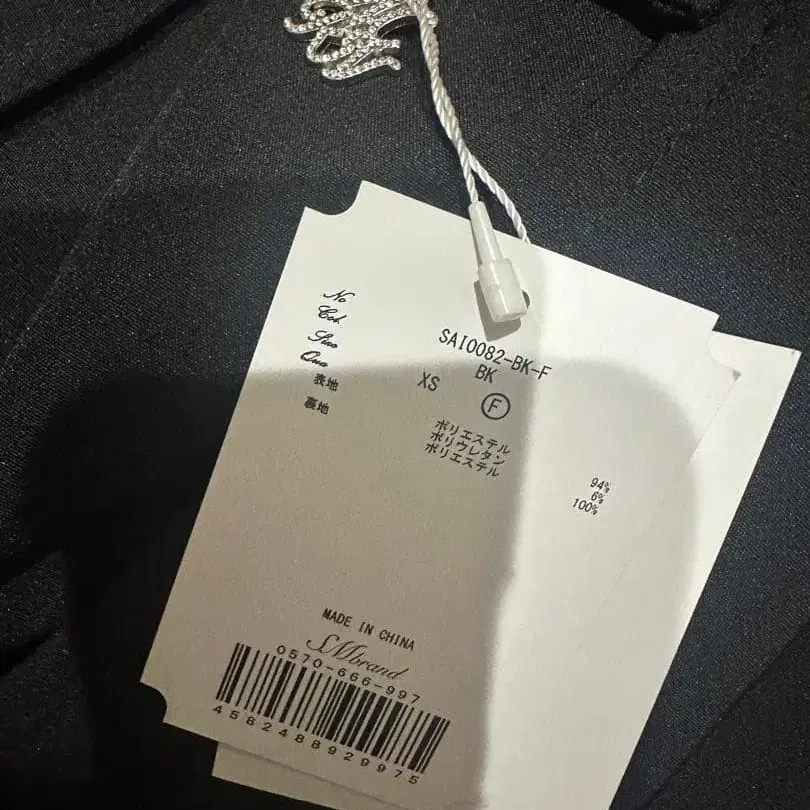 No
Col.
Size
Qua
表地
裏地
SAI0082-BK-F
BK
XS Ⓕ
ポリエステル 94%
ポリウレタン 6%
ポリエステル 100%
MADE IN CHINA
SMbrand
0570-666-997
4582488929975